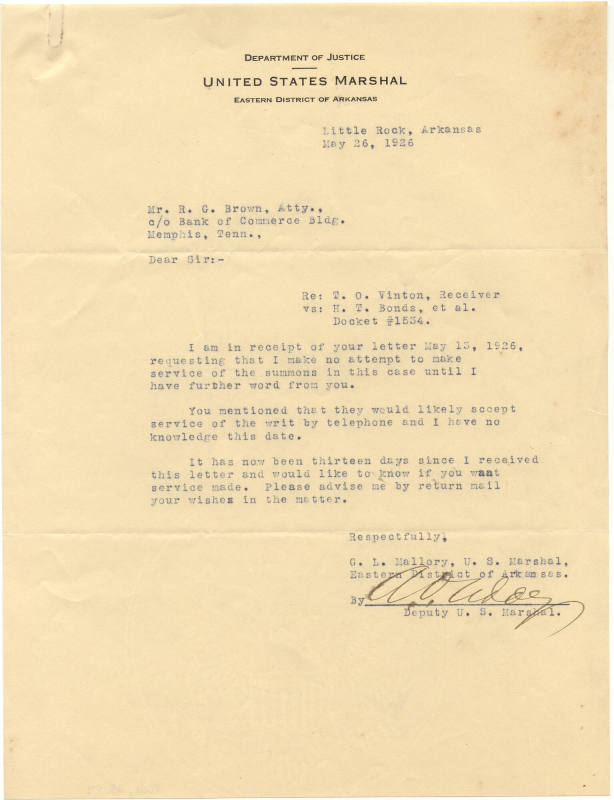 DEPARTMENT OF JUSTICE
UNITED STATES MARSHAL
EASTERN DISTRICT OF ARKANSAS
Little Rock, Arkansas
May 26, 1926
Mr. R. G. Brown, Atty.,
c/o Bank of Commerce Bldg.
Memphis, Tenn.,
Dear Sir:-
Re: T. O. Vinton, Receiver
vs: H. T. Bonds, et al.
Docket #1534.
I am in receipt of your letter May 13, 1926,
requesting that I make no attempt to make
service of the summons in this case until I
have further word from you.
You mentioned that they would likely accept
service of the writ by telephone and I have no
knowledge this date.
It has now been thirteen days since I received
this letter and would like to know if you want
service made. Please advise me by return mail
your wishes in the matter.
Respectfully,
G. L. Mallory, U. S. Marshal,
Eastern District of Arkansas.
By
Deputy U. S. Marshal.